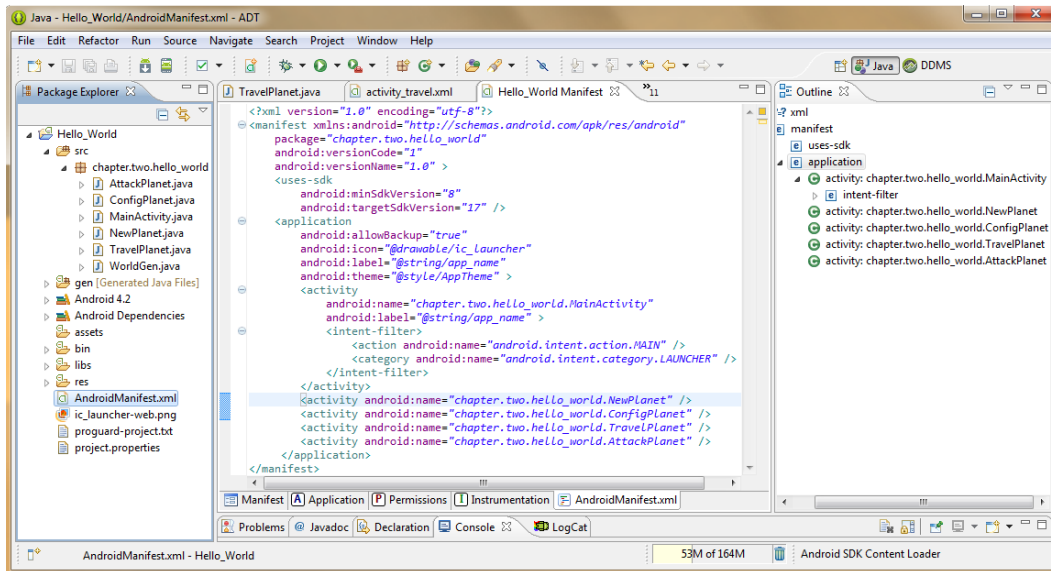 Java - Hello_World/AndroidManifest.xml - ADT
File Edit Refactor Run Source Navigate Search Project Window Help
Java DDMS
Package Explorer
Hello_World
src
chapter.two.hello_world
AttackPlanet.java
ConfigPlanet.java
MainActivity.java
NewPlanet.java
TravelPlanet.java
WorldGen.java
gen [Generated Java Files]
Android 4.2
Android Dependencies
assets
bin
libs
res
AndroidManifest.xml
ic_launcher-web.png
proguard-project.txt
project.properties
TravelPlanet.java activity_travel.xml Hello_World Manifest »11
<?xml version="1.0" encoding="utf-8"?>
<manifest xmlns:android="http://schemas.android.com/apk/res/android"
package="chapter.two.hello_world"
android:versionCode="1"
android:versionName="1.0" >
<uses-sdk
android:minSdkVersion="8"
android:targetSdkVersion="17" />
<application
android:allowBackup="true"
android:icon="@drawable/ic_launcher"
android:label="@string/app_name"
android:theme="@style/AppTheme" >
<activity
android:name="chapter.two.hello_world.MainActivity"
android:label="@string/app_name" >
<intent-filter>
<action android:name="android.intent.action.MAIN" />
<category android:name="android.intent.category.LAUNCHER" />
</intent-filter>
</activity>
<activity android:name="chapter.two.hello_world.NewPlanet" />
<activity android:name="chapter.two.hello_world.ConfigPlanet" />
<activity android:name="chapter.two.hello_world.TravelPlanet" />
<activity android:name="chapter.two.hello_world.AttackPlanet" />
</application>
</manifest>
Manifest A Application P Permissions I Instrumentation F AndroidManifest.xml
Outline
?? xml
e manifest
e uses-sdk
e application
activity: chapter.two.hello_world.MainActivity
e intent-filter
activity: chapter.two.hello_world.NewPlanet
activity: chapter.two.hello_world.ConfigPlanet
activity: chapter.two.hello_world.TravelPlanet
activity: chapter.two.hello_world.AttackPlanet
Problems @ Javadoc Declaration Console LogCat
AndroidManifest.xml - Hello_World
53M of 164M
Android SDK Content Loader